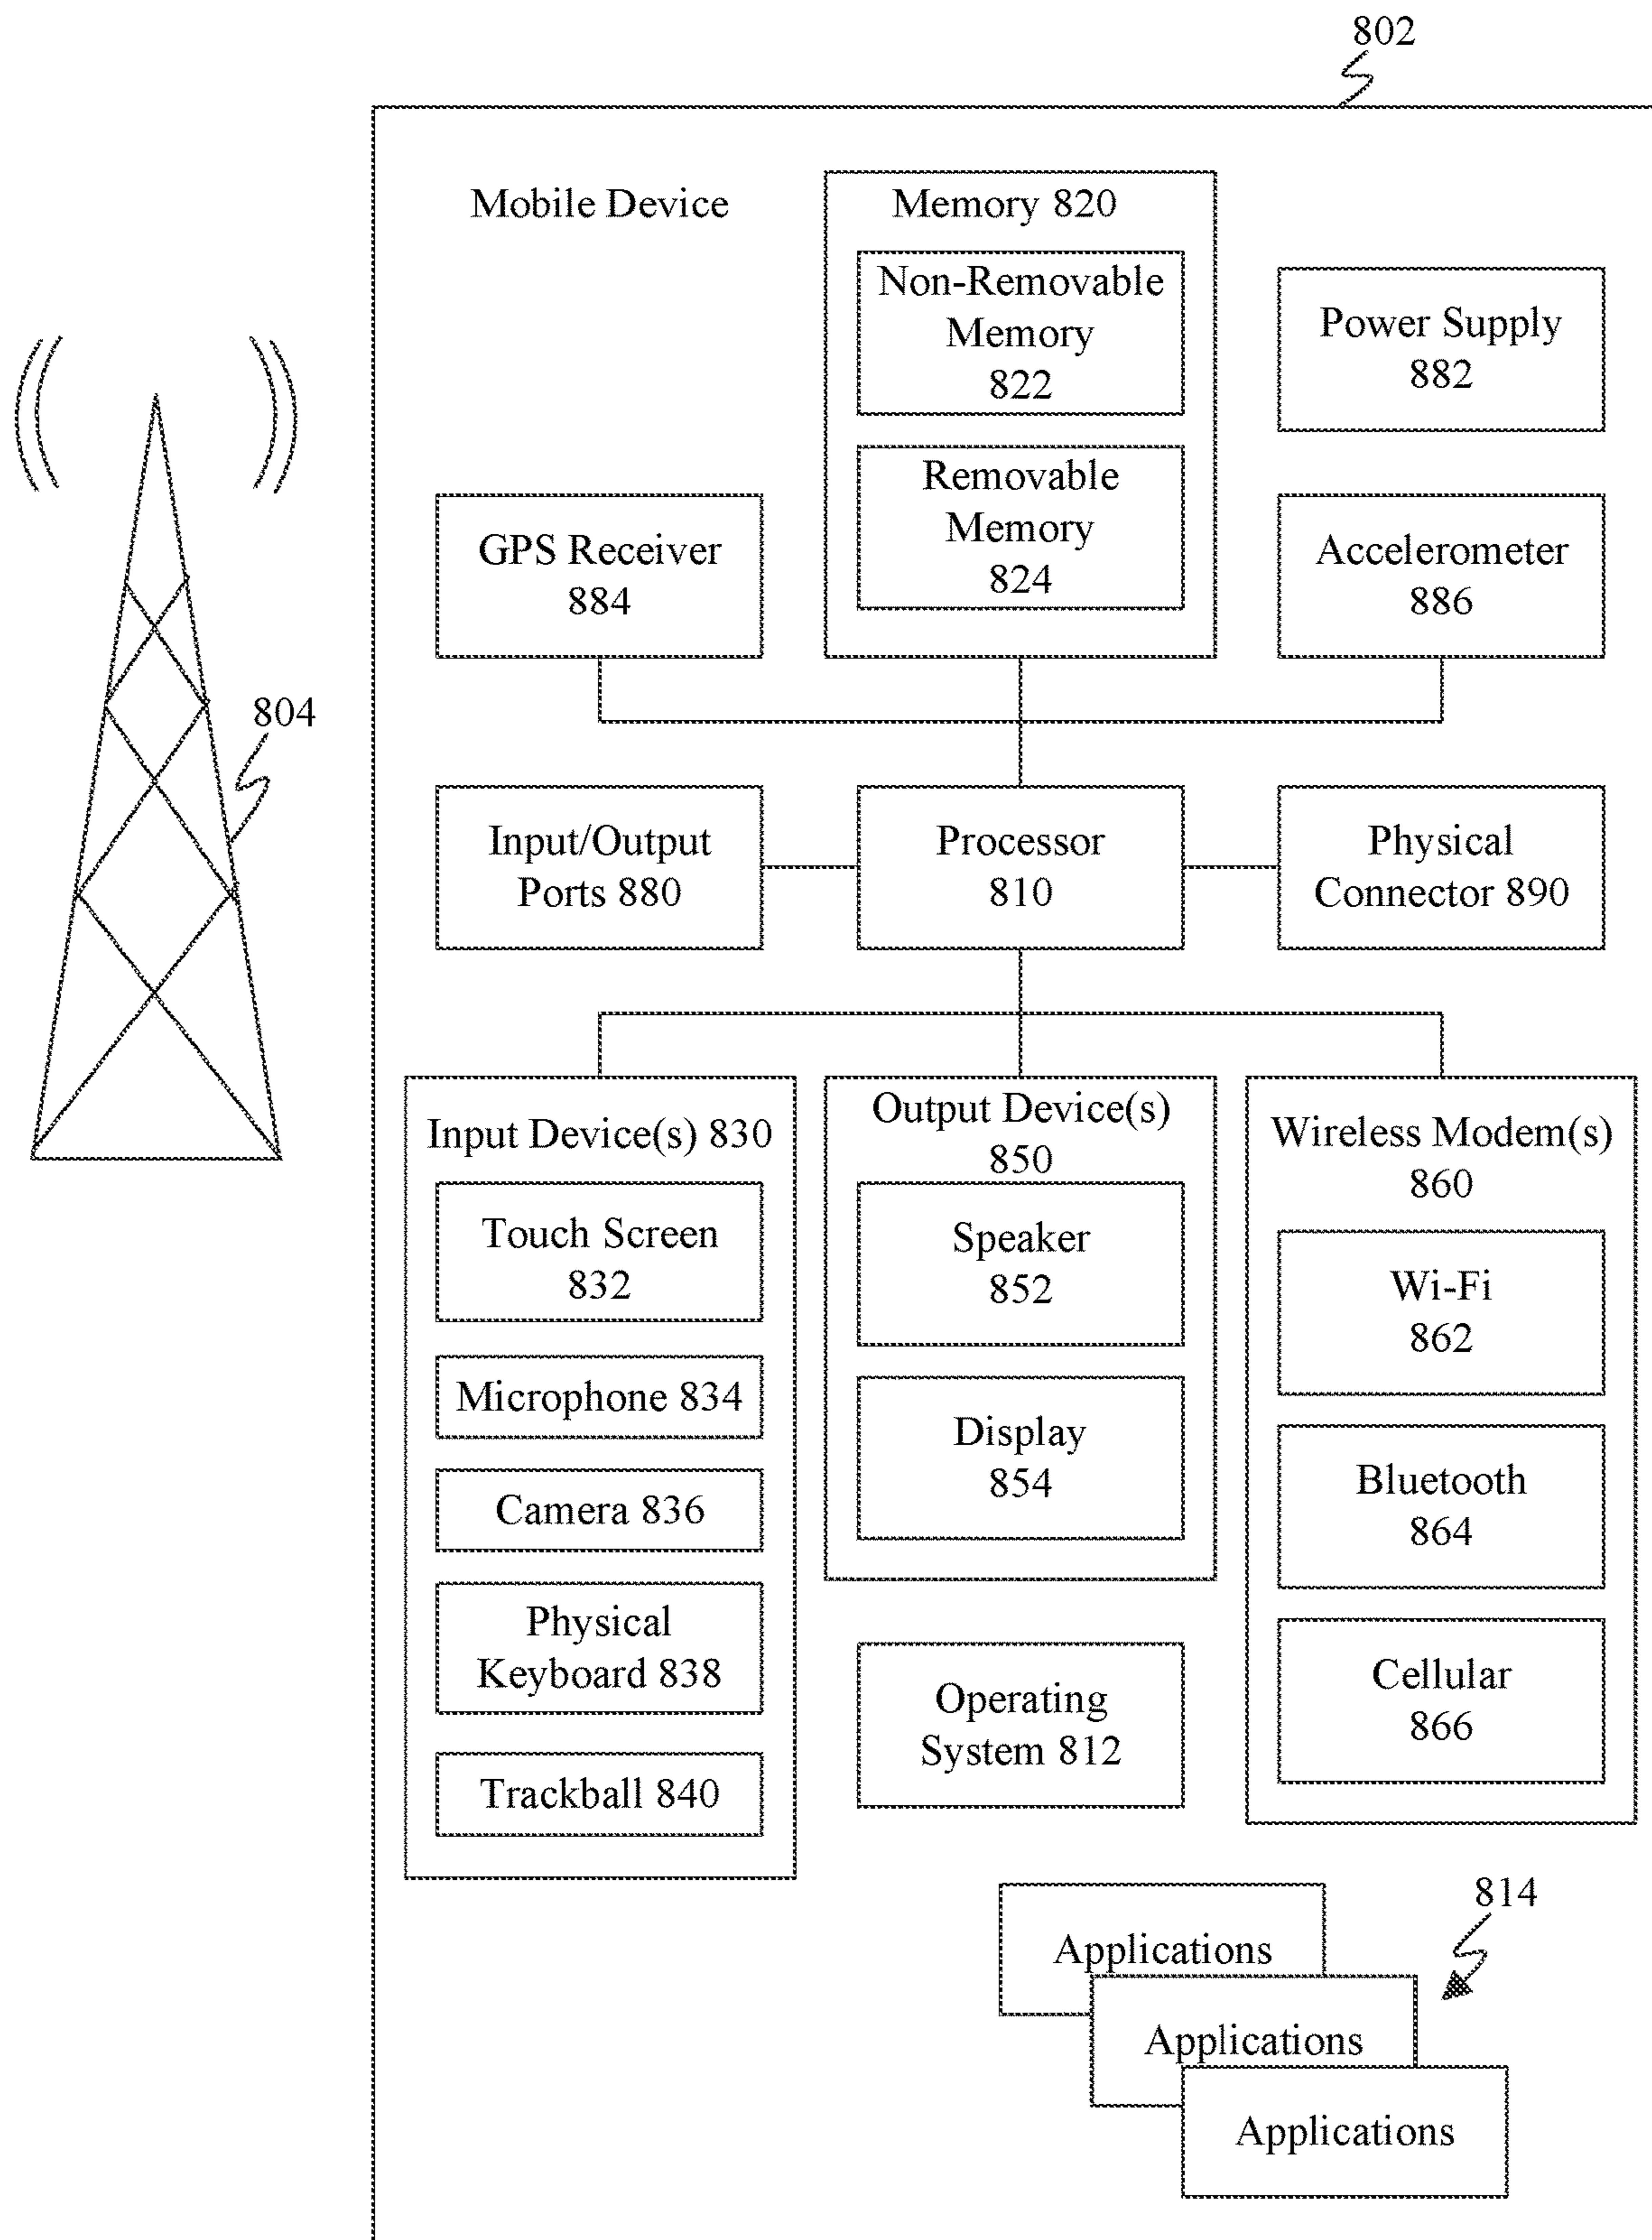 802
Mobile Device
Memory 820
Non-Removable
Memory
822
Power Supply
882
Removable
Memory
824
GPS Receiver
884
Accelerometer
886
804
Input/Output
Ports 880
Processor
810
Physical
Connector 890
Input Device(s) 830
Touch Screen
832
Microphone 834
Camera 836
Physical
Keyboard 838
Trackball 840
Output Device(s)
850
Speaker
852
Display
854
Operating
System 812
Wireless Modem(s)
860
Wi-Fi
862
Bluetooth
864
Cellular
866
814
Applications
Applications
Applications